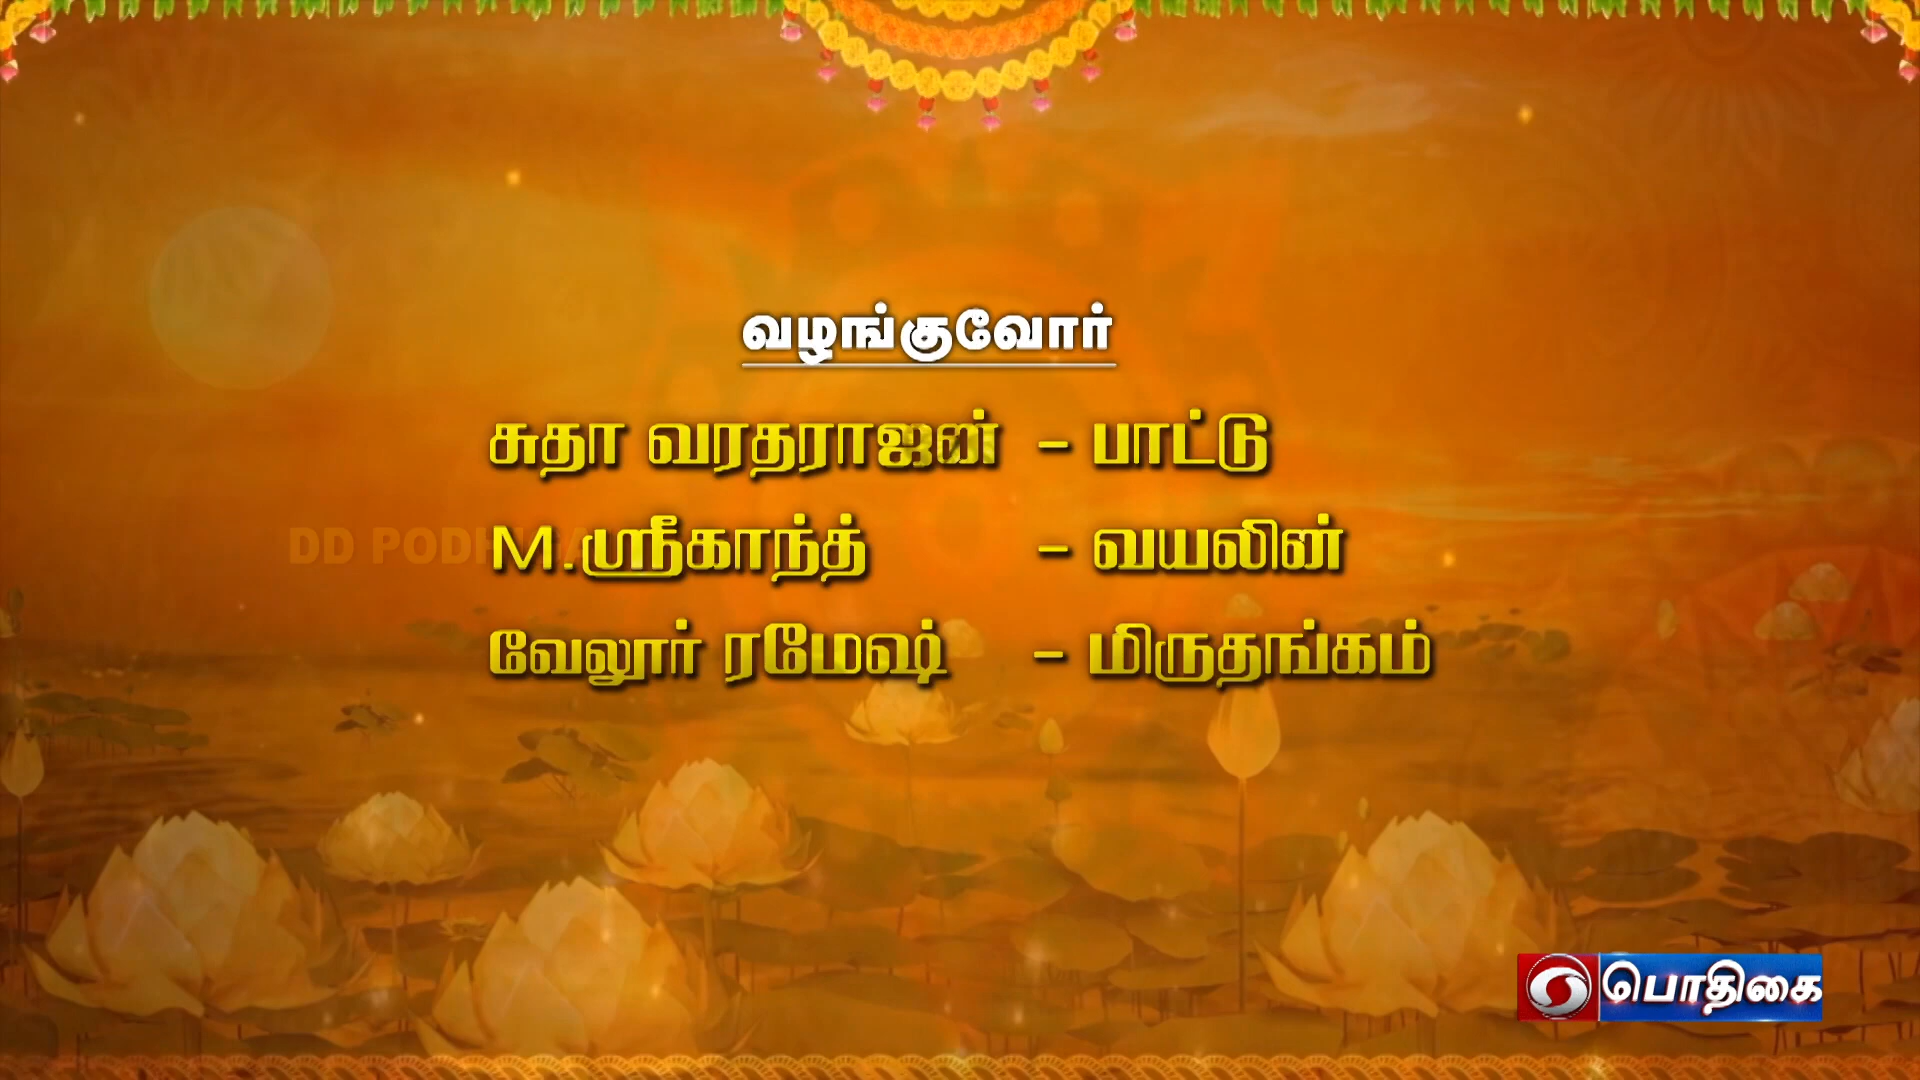 வழங்குவோர்
சுதா வரதராஜன் - பாட்டு
M.ஸ்ரீகாந்த் - வயலின்
வேலூர் ரமேஷ் - மிருதங்கம்
பொதிகை